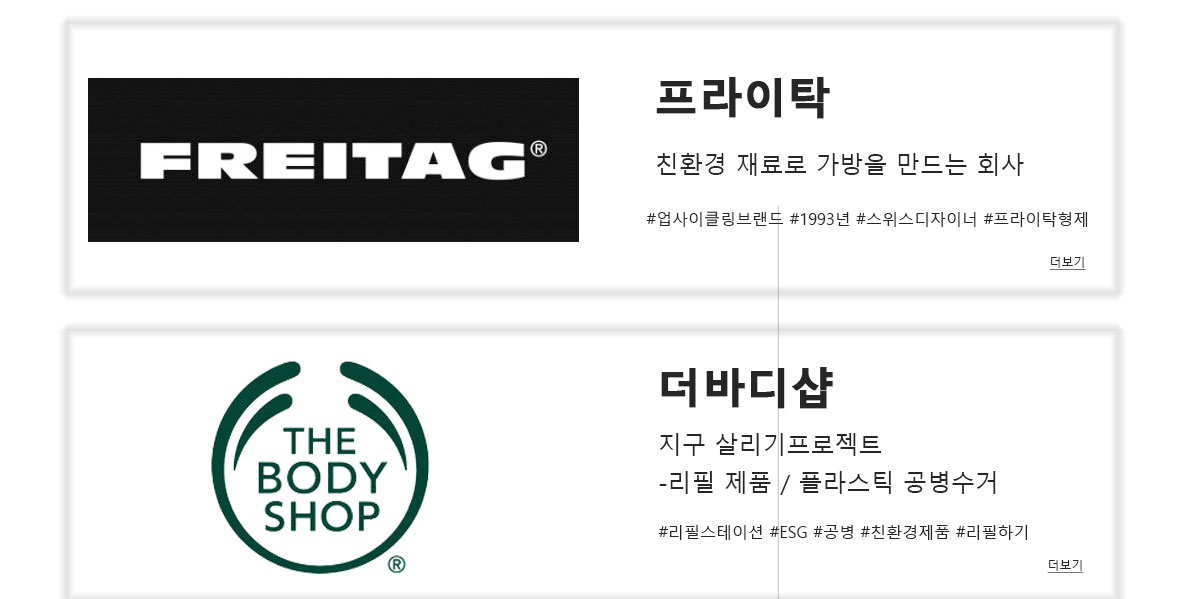 FREITAG®
프라이탁
친환경 재료로 가방을 만드는 회사
#업사이클링브랜드 #1993년 #스위스디자이너 #프라이탁형제
더보기
THE
BODY
SHOP
®
더바디샵
지구 살리기프로젝트
-리필 제품 / 플라스틱 공병수거
#리필스테이션 #ESG #공병 #친환경제품 #리필하기
더보기